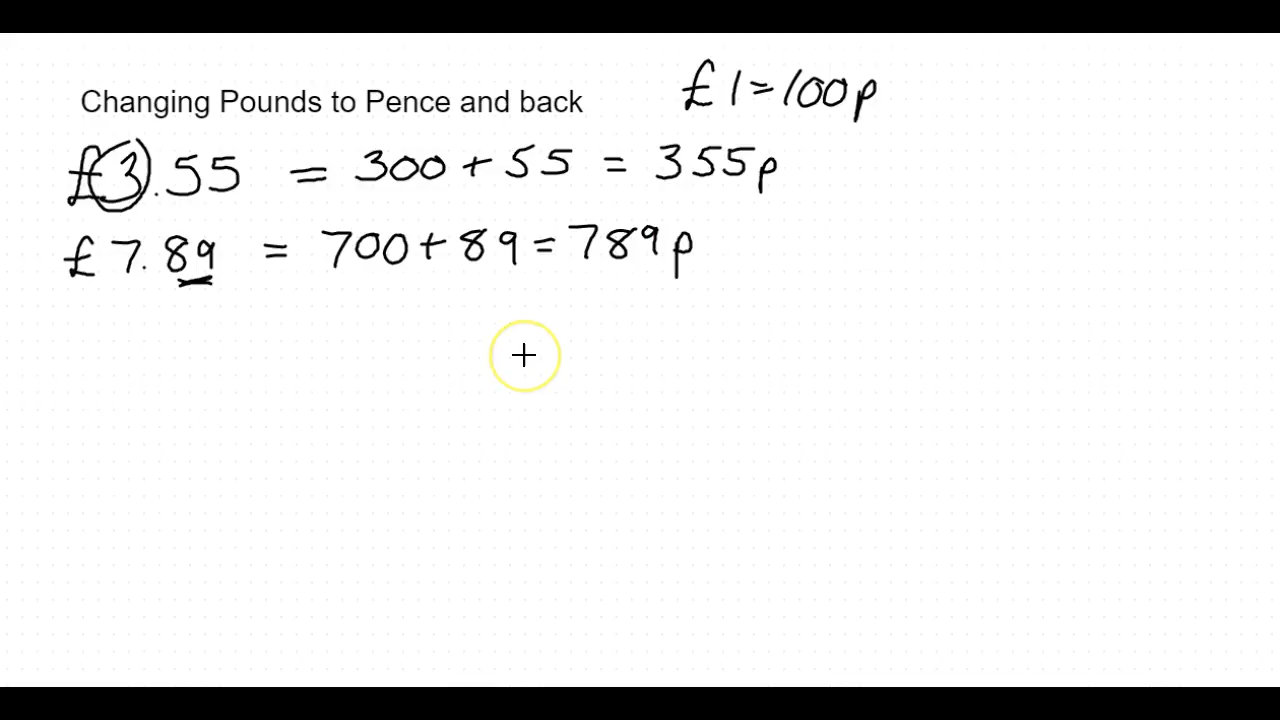 £1=100p
Changing Pounds to Pence and back
£3.55 = 300+55 = 355p
£7.89 = 700+89=789p